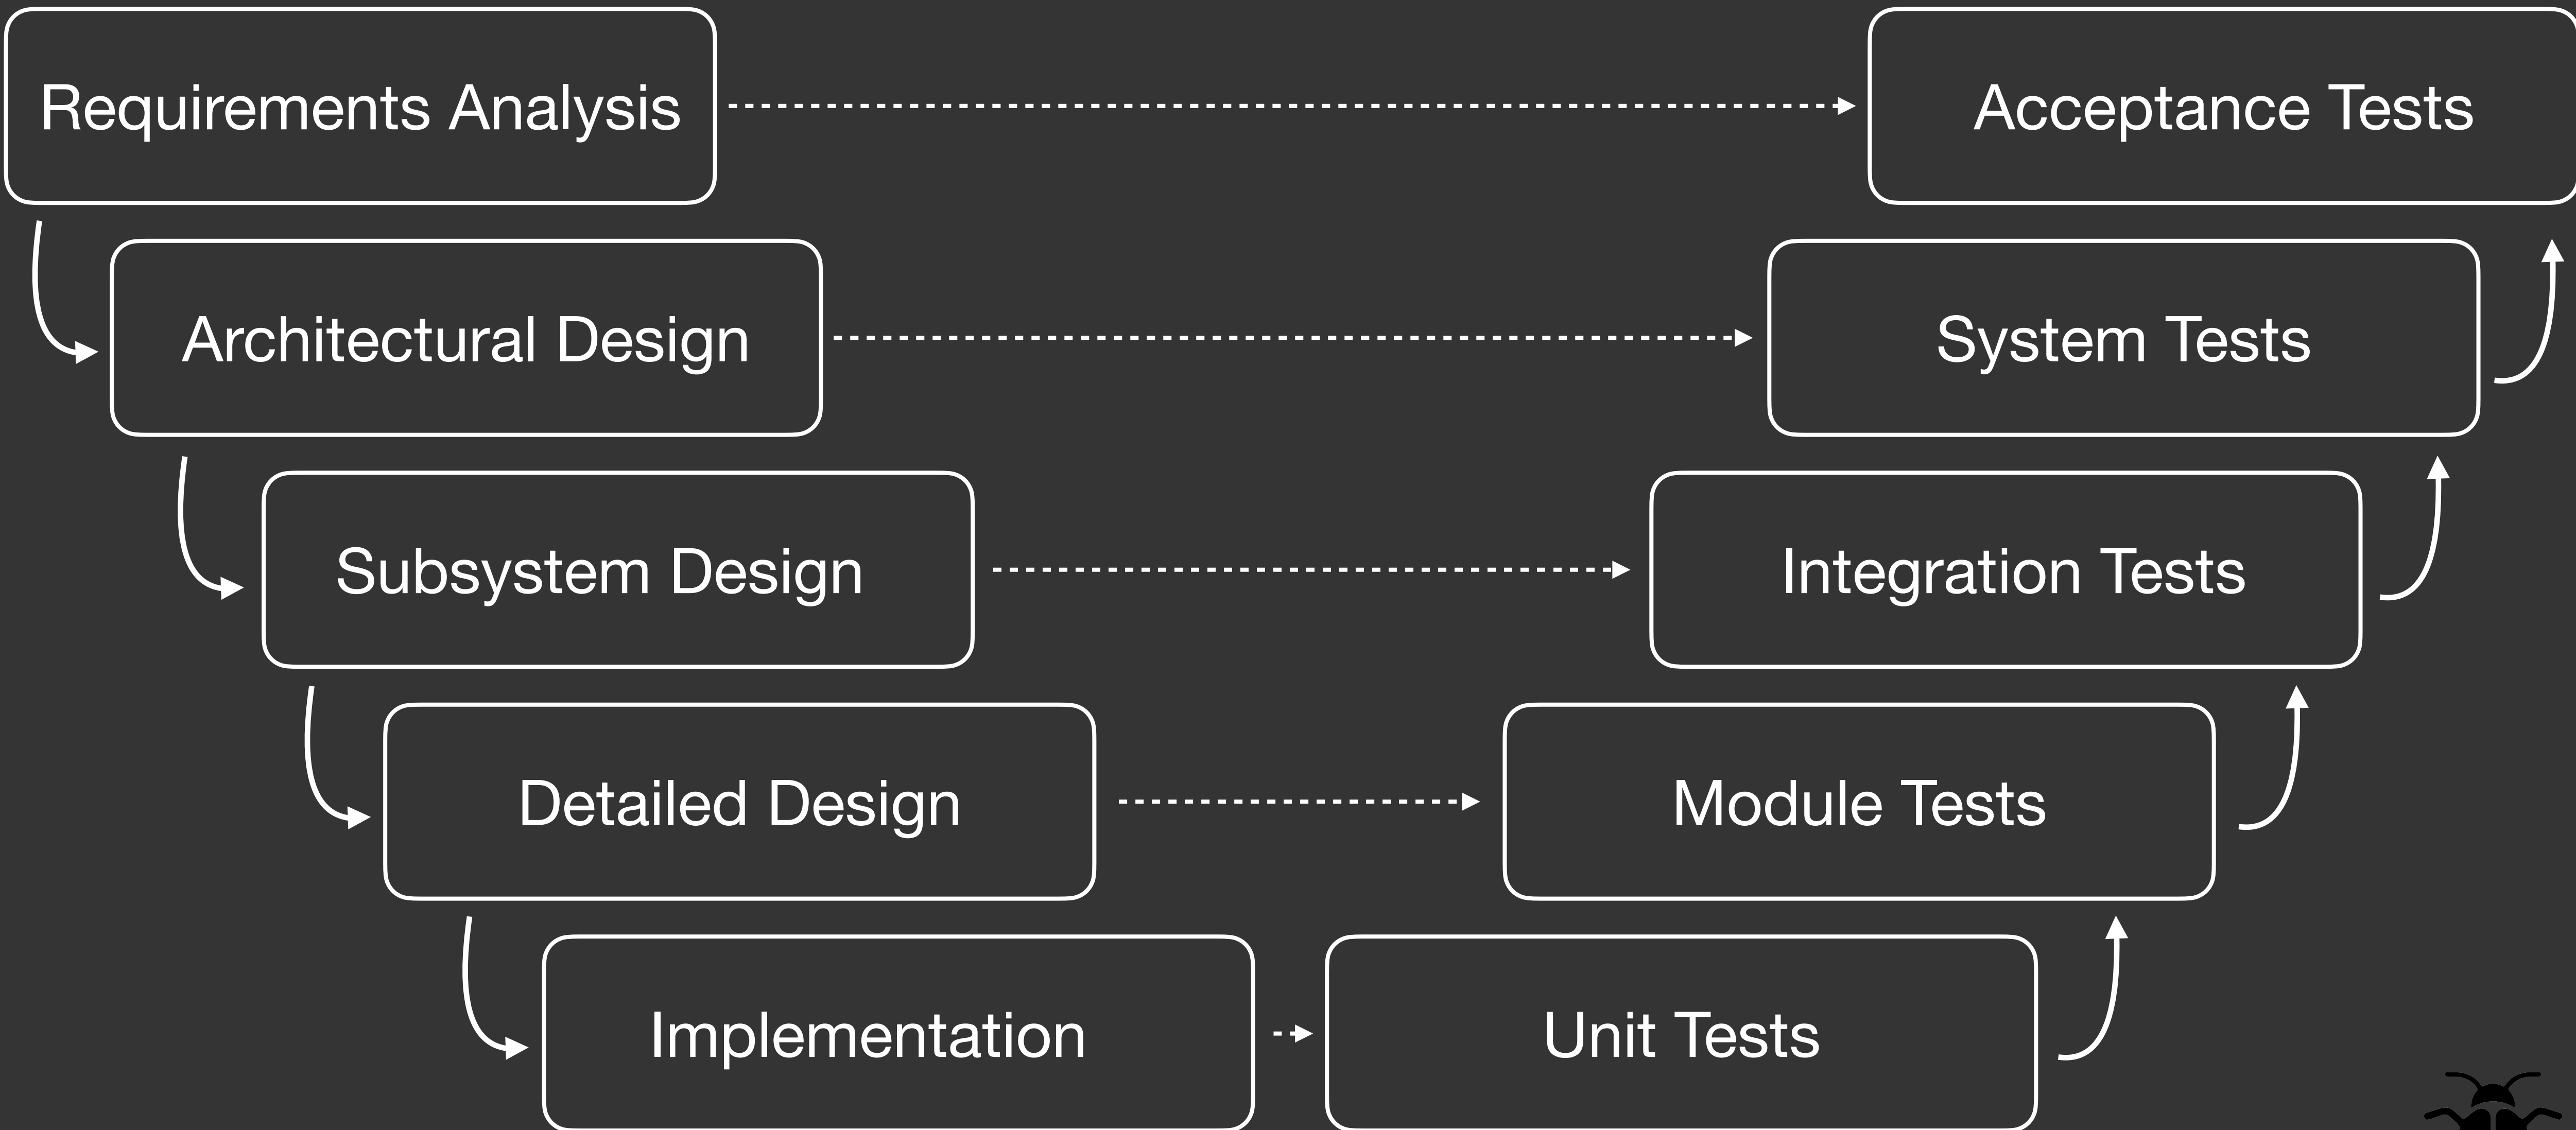 Requirements Analysis
Acceptance Tests
Architectural Design
System Tests
Subsystem Design
Integration Tests
Detailed Design
Module Tests
Implementation
Unit Tests